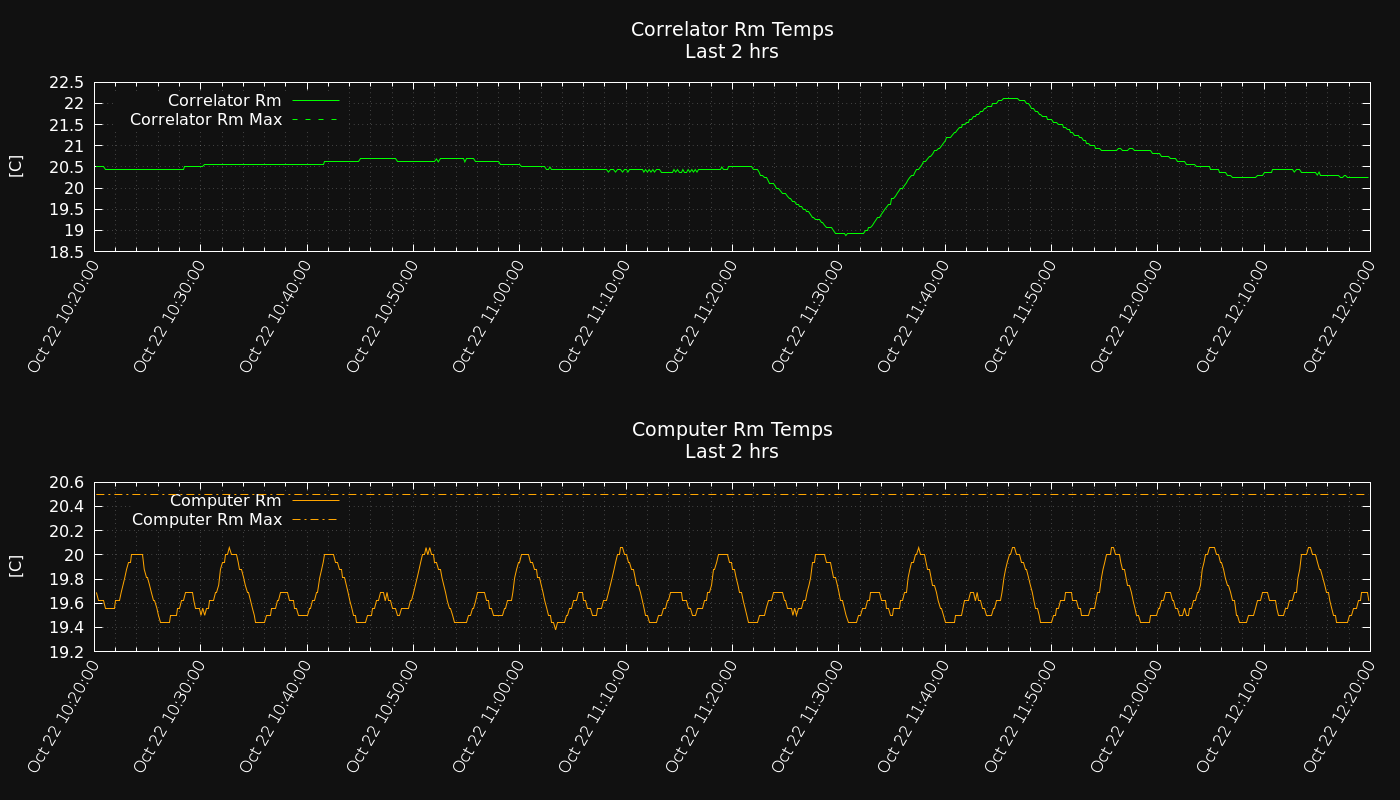 Correlator Rm Temps
Last 2 hrs
[C]
22.5
22
21.5
21
20.5
20
19.5
19
18.5
Correlator Rm
Correlator Rm Max
Oct 22 10:20:00
Oct 22 10:30:00
Oct 22 10:40:00
Oct 22 10:50:00
Oct 22 11:00:00
Oct 22 11:10:00
Oct 22 11:20:00
Oct 22 11:30:00
Oct 22 11:40:00
Oct 22 11:50:00
Oct 22 12:00:00
Oct 22 12:10:00
Oct 22 12:20:00
Computer Rm Temps
Last 2 hrs
[C]
20.6
20.4
20.2
20
19.8
19.6
19.4
19.2
Computer Rm
Computer Rm Max
Oct 22 10:20:00
Oct 22 10:30:00
Oct 22 10:40:00
Oct 22 10:50:00
Oct 22 11:00:00
Oct 22 11:10:00
Oct 22 11:20:00
Oct 22 11:30:00
Oct 22 11:40:00
Oct 22 11:50:00
Oct 22 12:00:00
Oct 22 12:10:00
Oct 22 12:20:00